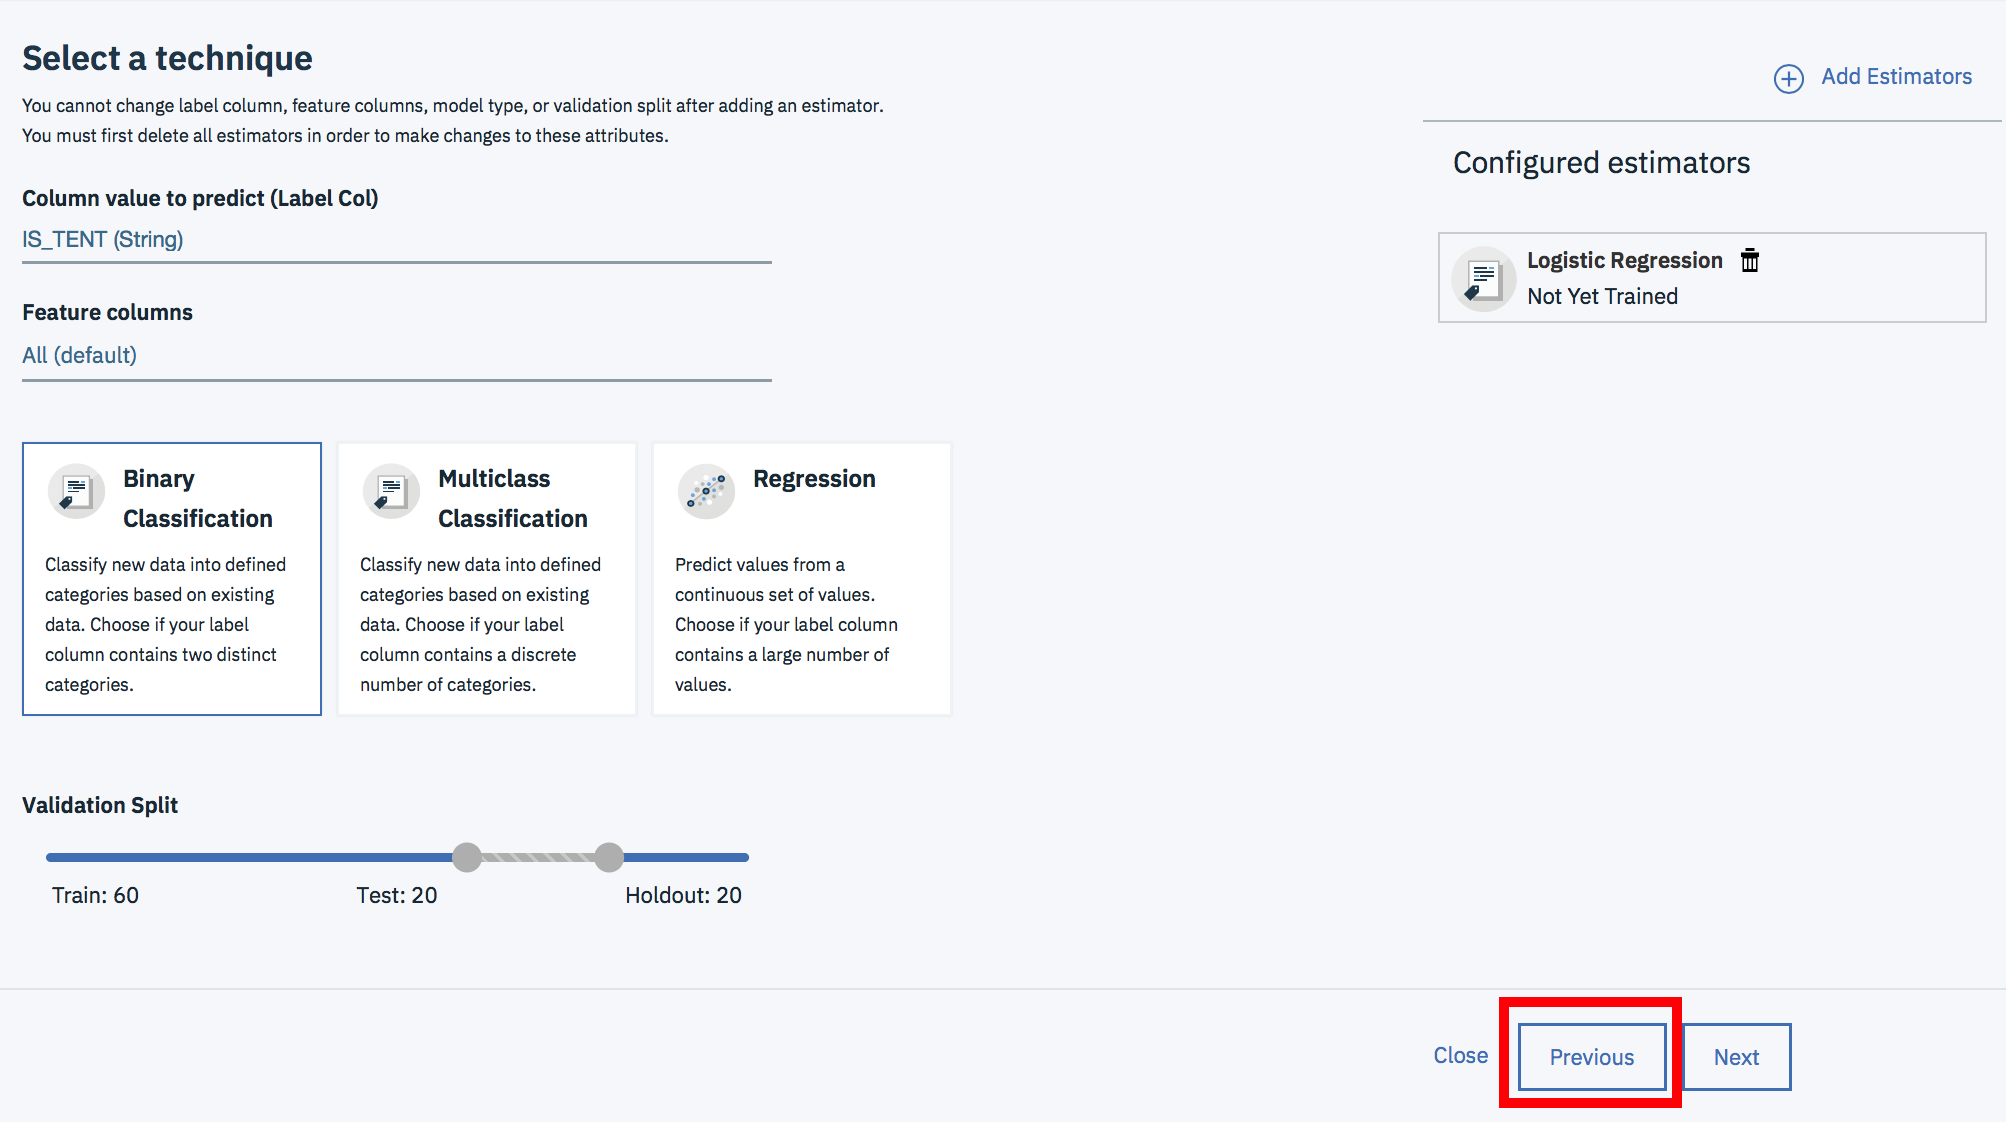 Select a technique
You cannot change label column, feature columns, model type, or validation split after adding an estimator.
You must first delete all estimators in order to make changes to these attributes.
Column value to predict (Label Col)
IS_TENT (String)
Feature columns
All (default)
Binary
Classification
Classify new data into defined
categories based on existing
data. Choose if your label
column contains two distinct
categories.
Multiclass
Classification
Classify new data into defined
categories based on existing
data. Choose if your label
column contains a discrete
number of categories.
Regression
Predict values from a
continuous set of values.
Choose if your label column
contains a large number of
values.
Validation Split
Train: 60
Test: 20
Holdout: 20
Add Estimators
Configured estimators
Logistic Regression
Not Yet Trained
Close
Previous
Next